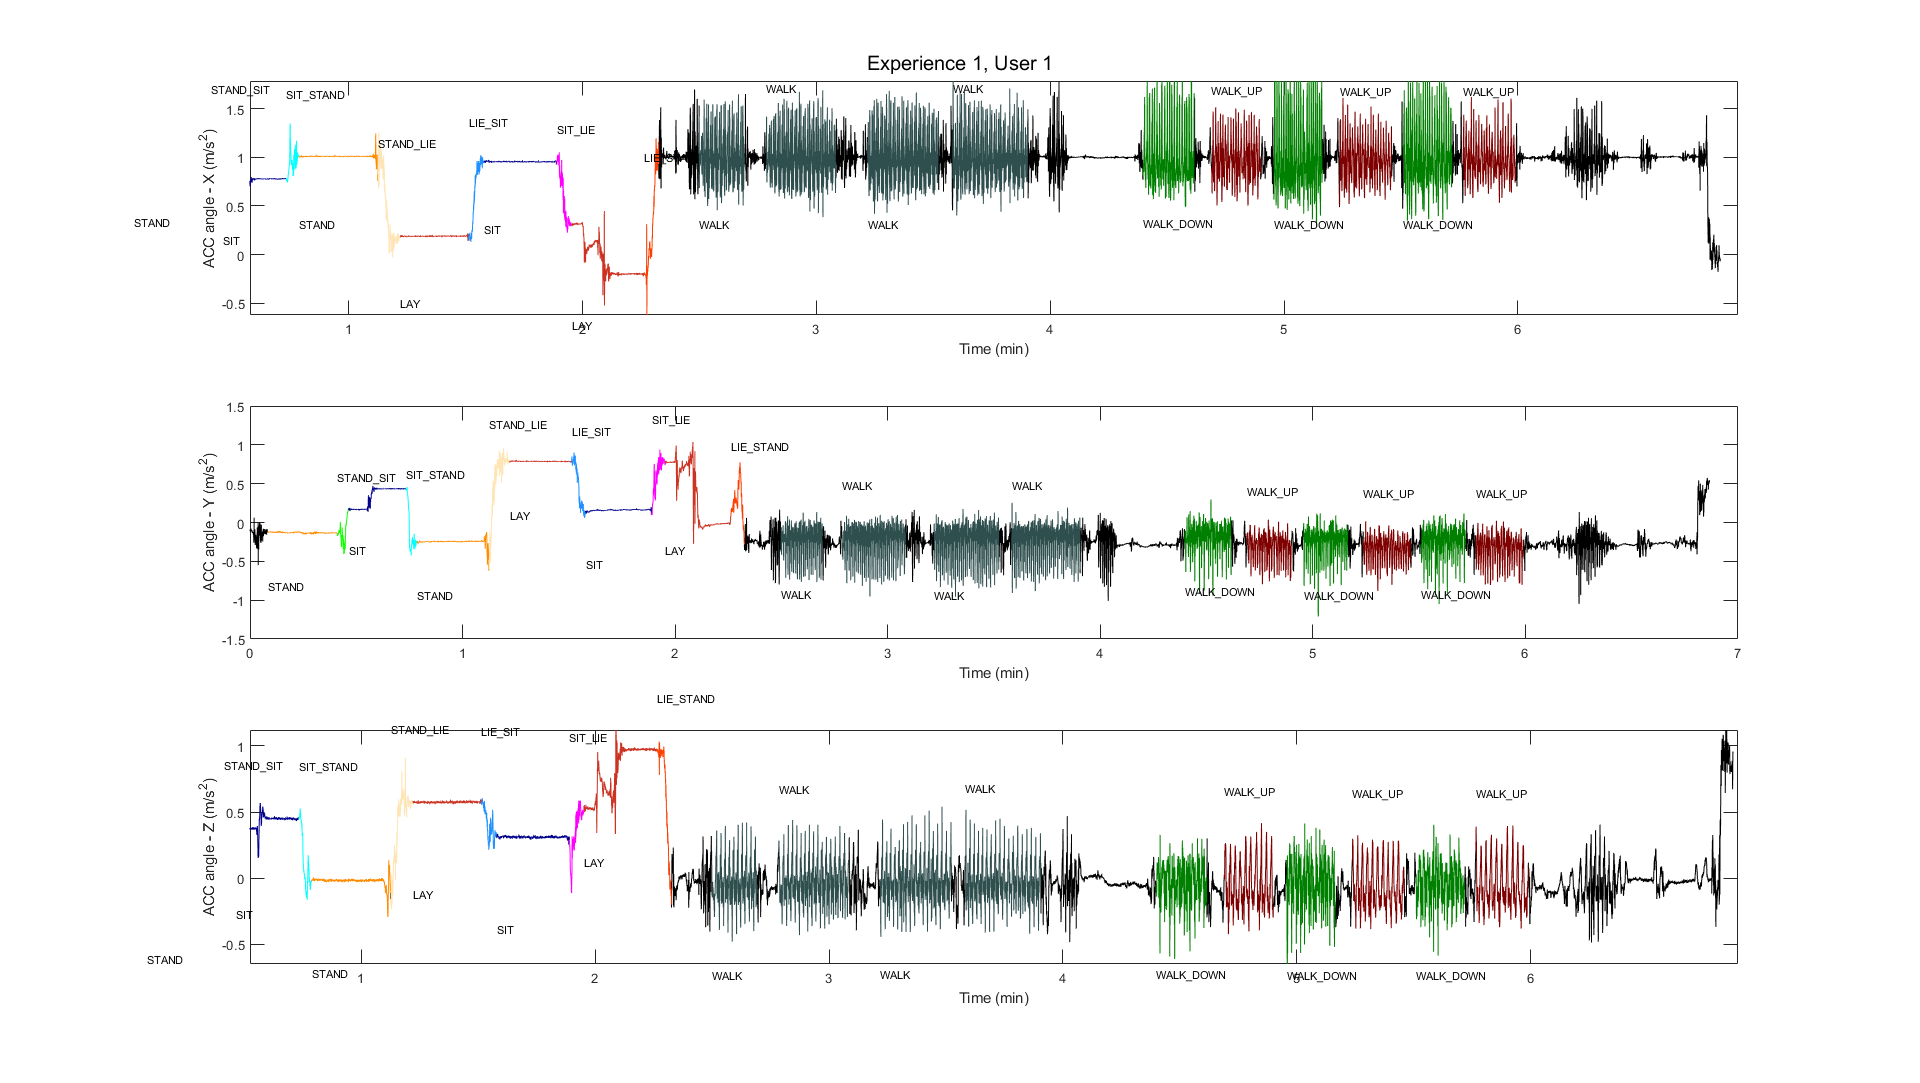 Experience 1, User 1
STAND_SIT
SIT_STAND
WALK
WALK
WALK_UP
WALK_UP
WALK_UP
1.5
LIE_SIT
SIT_LIE
STAND_LIE
1
0.5
STAND
STAND
SIT
SIT
WALK
WALK
WALK_DOWN
WALK_DOWN
WALK_DOWN
0
-0.5
LAY
LAY
ACC angle - X (m/s²)
1 2 3 4 5 6
Time (min)
1.5
SIT_LIE
STAND_LIE
LIE_SIT
1
LIE_STAND
STAND_SIT
SIT_STAND
0.5
WALK
WALK
WALK_UP
WALK_UP
WALK_UP
LAY
0
SIT
LAY
-0.5
SIT
STAND
STAND
WALK
WALK
WALK_DOWN
WALK_DOWN
WALK_DOWN
-1
-1.5
ACC angle - Y (m/s²)
0 1 2 3 4 5 6 7
Time (min)
LIE_STAND
STAND_LIE
LIE_SIT
SIT_LIE
1
STAND_SIT
SIT_STAND
WALK
WALK
WALK_UP
WALK_UP
WALK_UP
0.5
LAY
0
LAY
SIT
SIT
-0.5
STAND
STAND
WALK
WALK
WALK_DOWN
WALK_DOWN
WALK_DOWN
ACC angle - Z (m/s²)
1 2 3 4 5 6
Time (min)